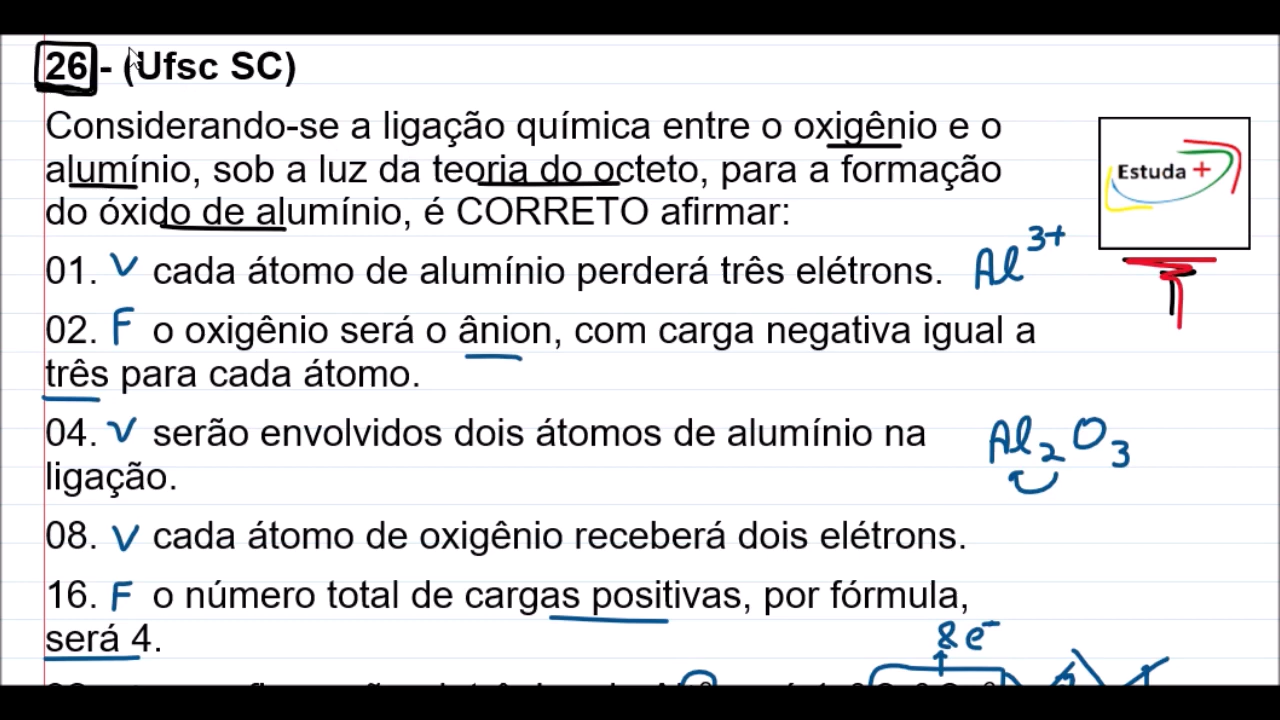 26 - (Ufsc SC)
Considerando-se a ligação química entre o oxigênio e o
alumínio, sob a luz da teoria do octeto, para a formação
Estuda +
do óxido de alumínio, é CORRETO afirmar:
01. V cada átomo de alumínio perderá três elétrons. Al³⁺
02. F o oxigênio será o ânion, com carga negativa igual a
três para cada átomo.
04. V serão envolvidos dois átomos de alumínio na Al₂O₃
ligação.
08. V cada átomo de oxigênio receberá dois elétrons.
16. F o número total de cargas positivas, por fórmula,
será 4. 8e⁻